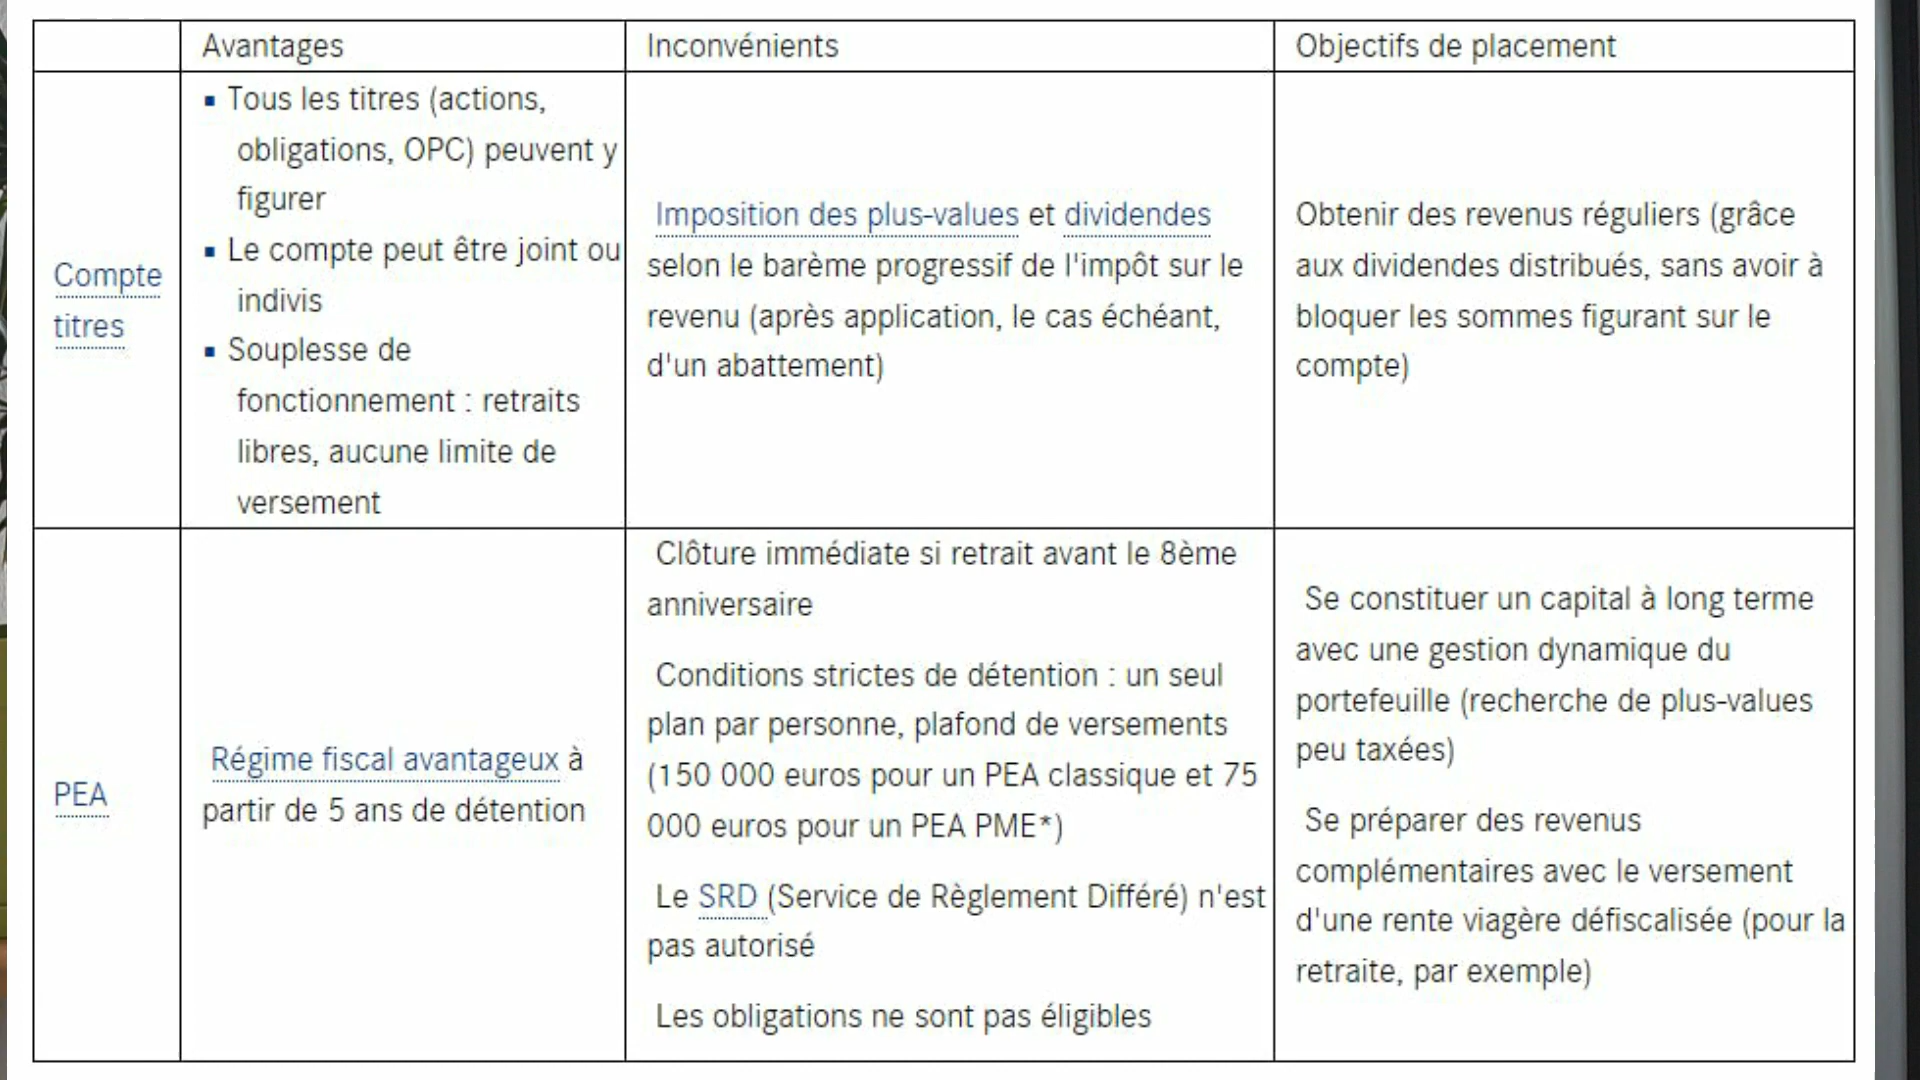 Avantages
Inconvénients
Objectifs de placement
Compte
titres
Tous les titres (actions,
obligations, OPC) peuvent y
figurer
Le compte peut être joint ou
indivis
Souplesse de
fonctionnement : retraits
libres, aucune limite de
versement
Imposition des plus-values et dividendes
selon le barème progressif de l'impôt sur le
revenu (après application, le cas échéant,
d'un abattement)
Obtenir des revenus réguliers (grâce
aux dividendes distribués, sans avoir à
bloquer les sommes figurant sur le
compte)
PEA
Régime fiscal avantageux à
partir de 5 ans de détention
Clôture immédiate si retrait avant le 8ème
anniversaire
Conditions strictes de détention : un seul
plan par personne, plafond de versements
(150 000 euros pour un PEA classique et 75
000 euros pour un PEA PME*)
Le SRD (Service de Règlement Différé) n'est
pas autorisé
Les obligations ne sont pas éligibles
Se constituer un capital à long terme
avec une gestion dynamique du
portefeuille (recherche de plus-values
peu taxées)
Se préparer des revenus
complémentaires avec le versement
d'une rente viagère défiscalisée (pour la
retraite, par exemple)